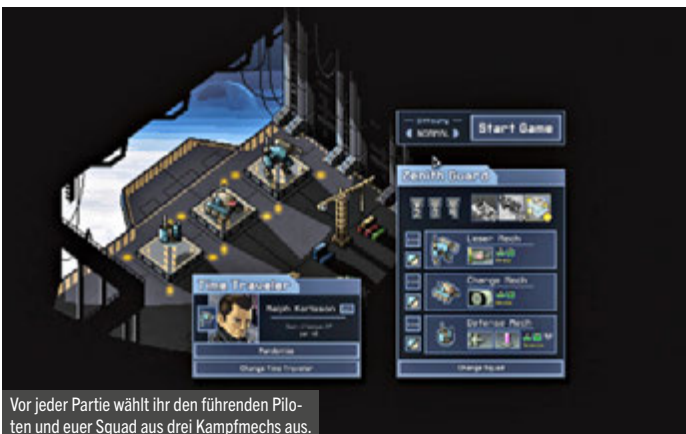 Difficulty
NORMAL
Start Game
Zenith Guard
Laser Mech
Charge Mech
Defense Mech
Change Squad
Time Traveler
Ralph Karlsson
Randomize
Change Time Traveler
Vor jeder Partie wählt ihr den führenden Pilo-
ten und euer Squad aus drei Kampfmechs aus.